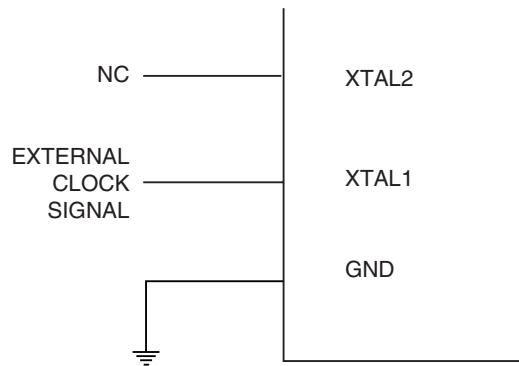 NC
XTAL2
EXTERNAL
CLOCK
SIGNAL
XTAL1
GND